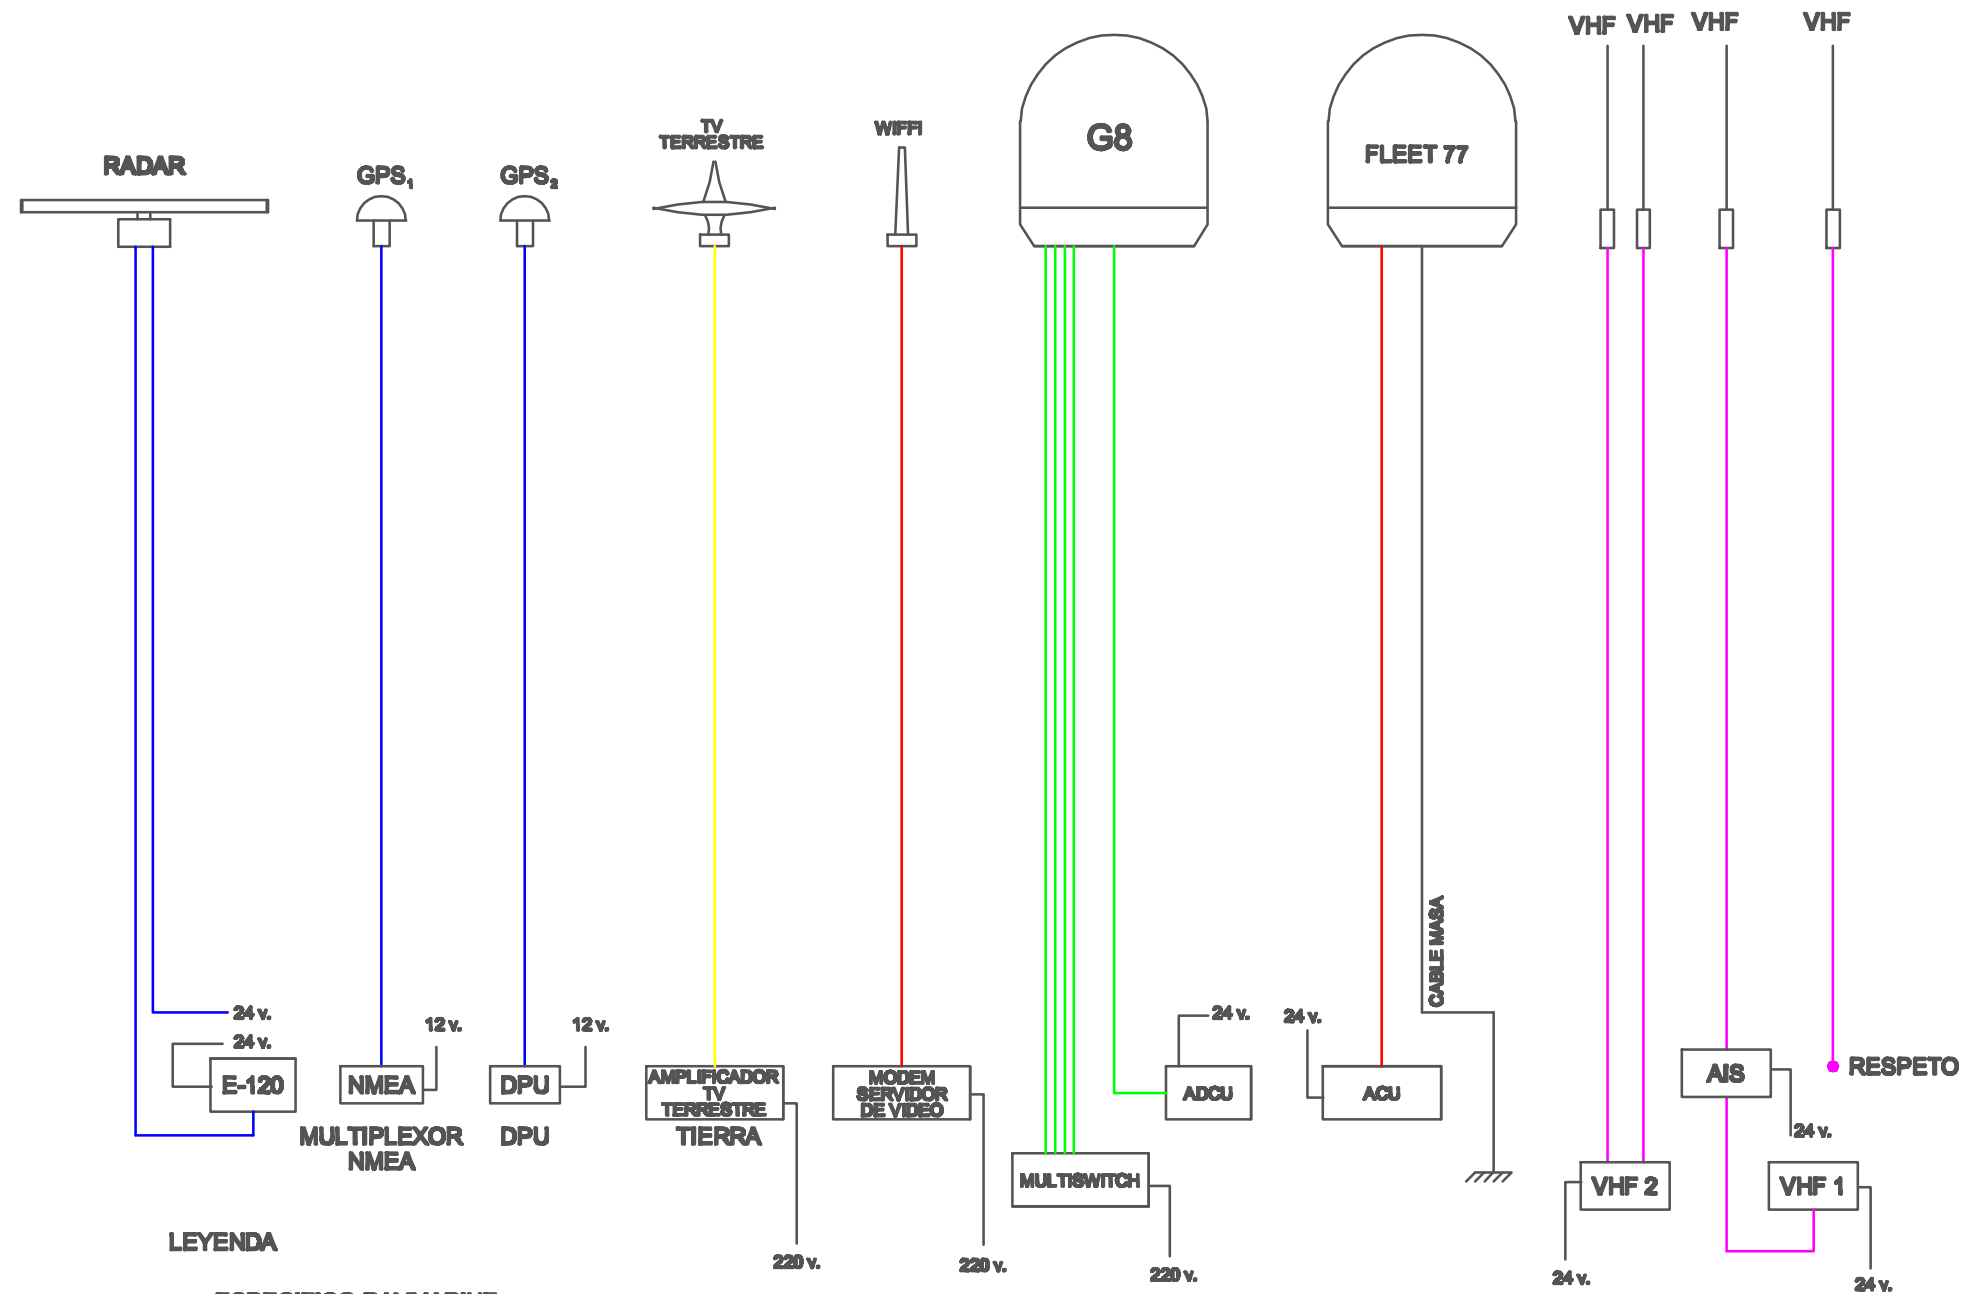 VHF VHF VHF VHF
TV
TERRESTRE
WIFFI
G8
FLEET 77
RADAR
GPS₁
GPS₂
CABLE MASA
24 v.
24 v.
E-120
12 v.
NMEA
MULTIPLEXOR
NMEA
12 v.
DPU
DPU
AMPLIFICADOR
TV
TERRESTRE
TIERRA
220 v.
MODEM
SERVIDOR
DE VIDEO
220 v.
24 v.
ADCU
MULTISWITCH
220 v.
24 v.
ACU
AIS
24 v.
RESPETO
VHF 2
24 v.
VHF 1
24 v.
LEYENDA